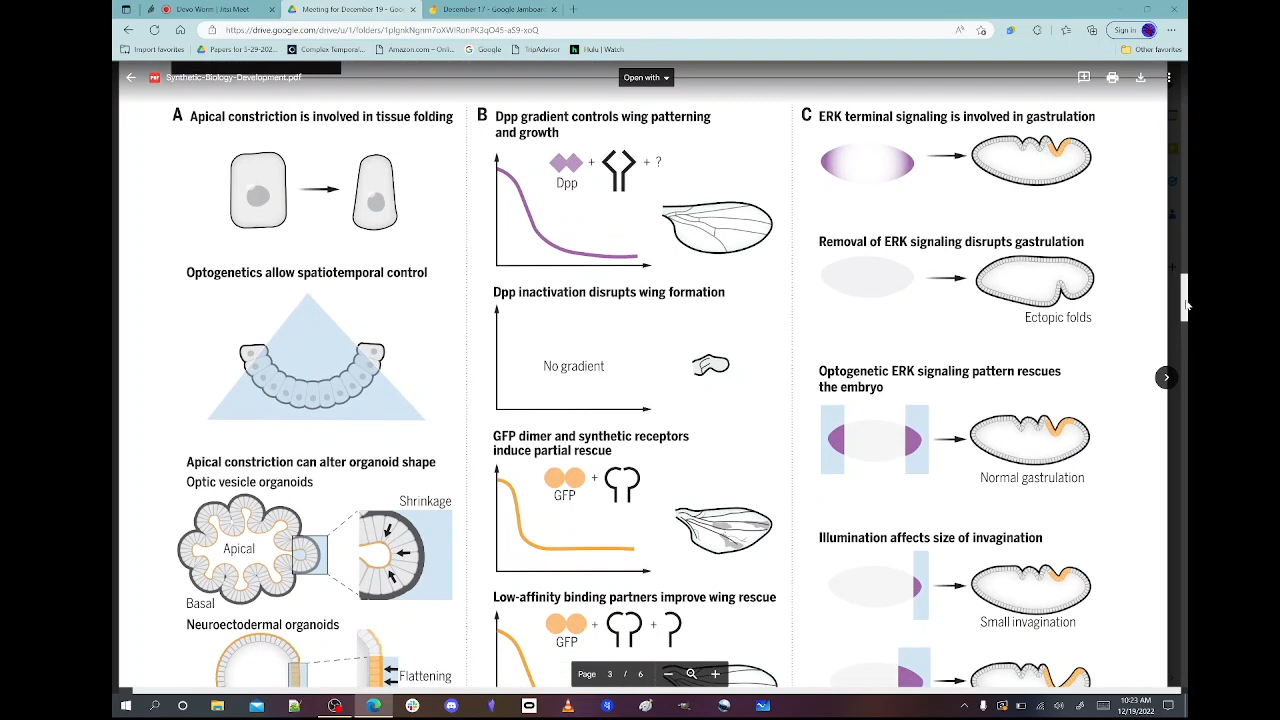 Devo Worm | Jitsi Meet
Meeting for December 19 - Goo
December 17 - Google Jamboard
https://drive.google.com/drive/u/1/folders/1pIgnkNgnm7oXWIRonPK3qO45-aS9-xoQ
Sign in
Import favorites
Papers for 5-29-202...
Complex Temporal...
Amazon.com – Onli...
Google
TripAdvisor
Hulu | Watch
Other favorites
PDF
Synthetic-Biology-Development.pdf
Open with
A Apical constriction is involved in tissue folding
Optogenetics allow spatiotemporal control
Apical constriction can alter organoid shape
Optic vesicle organoids
Shrinkage
Apical
Basal
Neuroectodermal organoids
Flattening
B Dpp gradient controls wing patterning
and growth
+ + ?
Dpp
Dpp inactivation disrupts wing formation
No gradient
GFP dimer and synthetic receptors
induce partial rescue
+
GFP
Low-affinity binding partners improve wing rescue
+ +
GFP
C ERK terminal signaling is involved in gastrulation
Removal of ERK signaling disrupts gastrulation
Ectopic folds
Optogenetic ERK signaling pattern rescues
the embryo
Normal gastrulation
Illumination affects size of invagination
Small invagination
Page 3 / 6
10:23 AM
12/19/2022